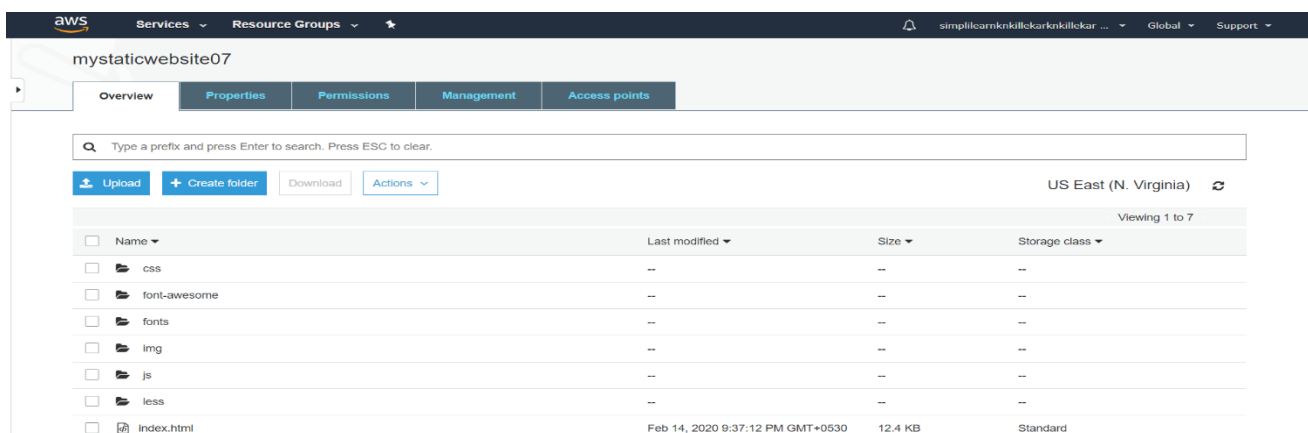 aws Services Resource Groups simplilearnknkillekarknkillekar ... Global Support
mystaticwebsite07
Overview Properties Permissions Management Access points
Type a prefix and press Enter to search. Press ESC to clear.
Upload + Create folder Download Actions US East (N. Virginia)
Viewing 1 to 7
Name Last modified Size Storage class
css -- -- --
font-awesome -- -- --
fonts -- -- --
img -- -- --
js -- -- --
less -- -- --
index.html Feb 14, 2020 9:37:12 PM GMT+0530 12.4 KB Standard